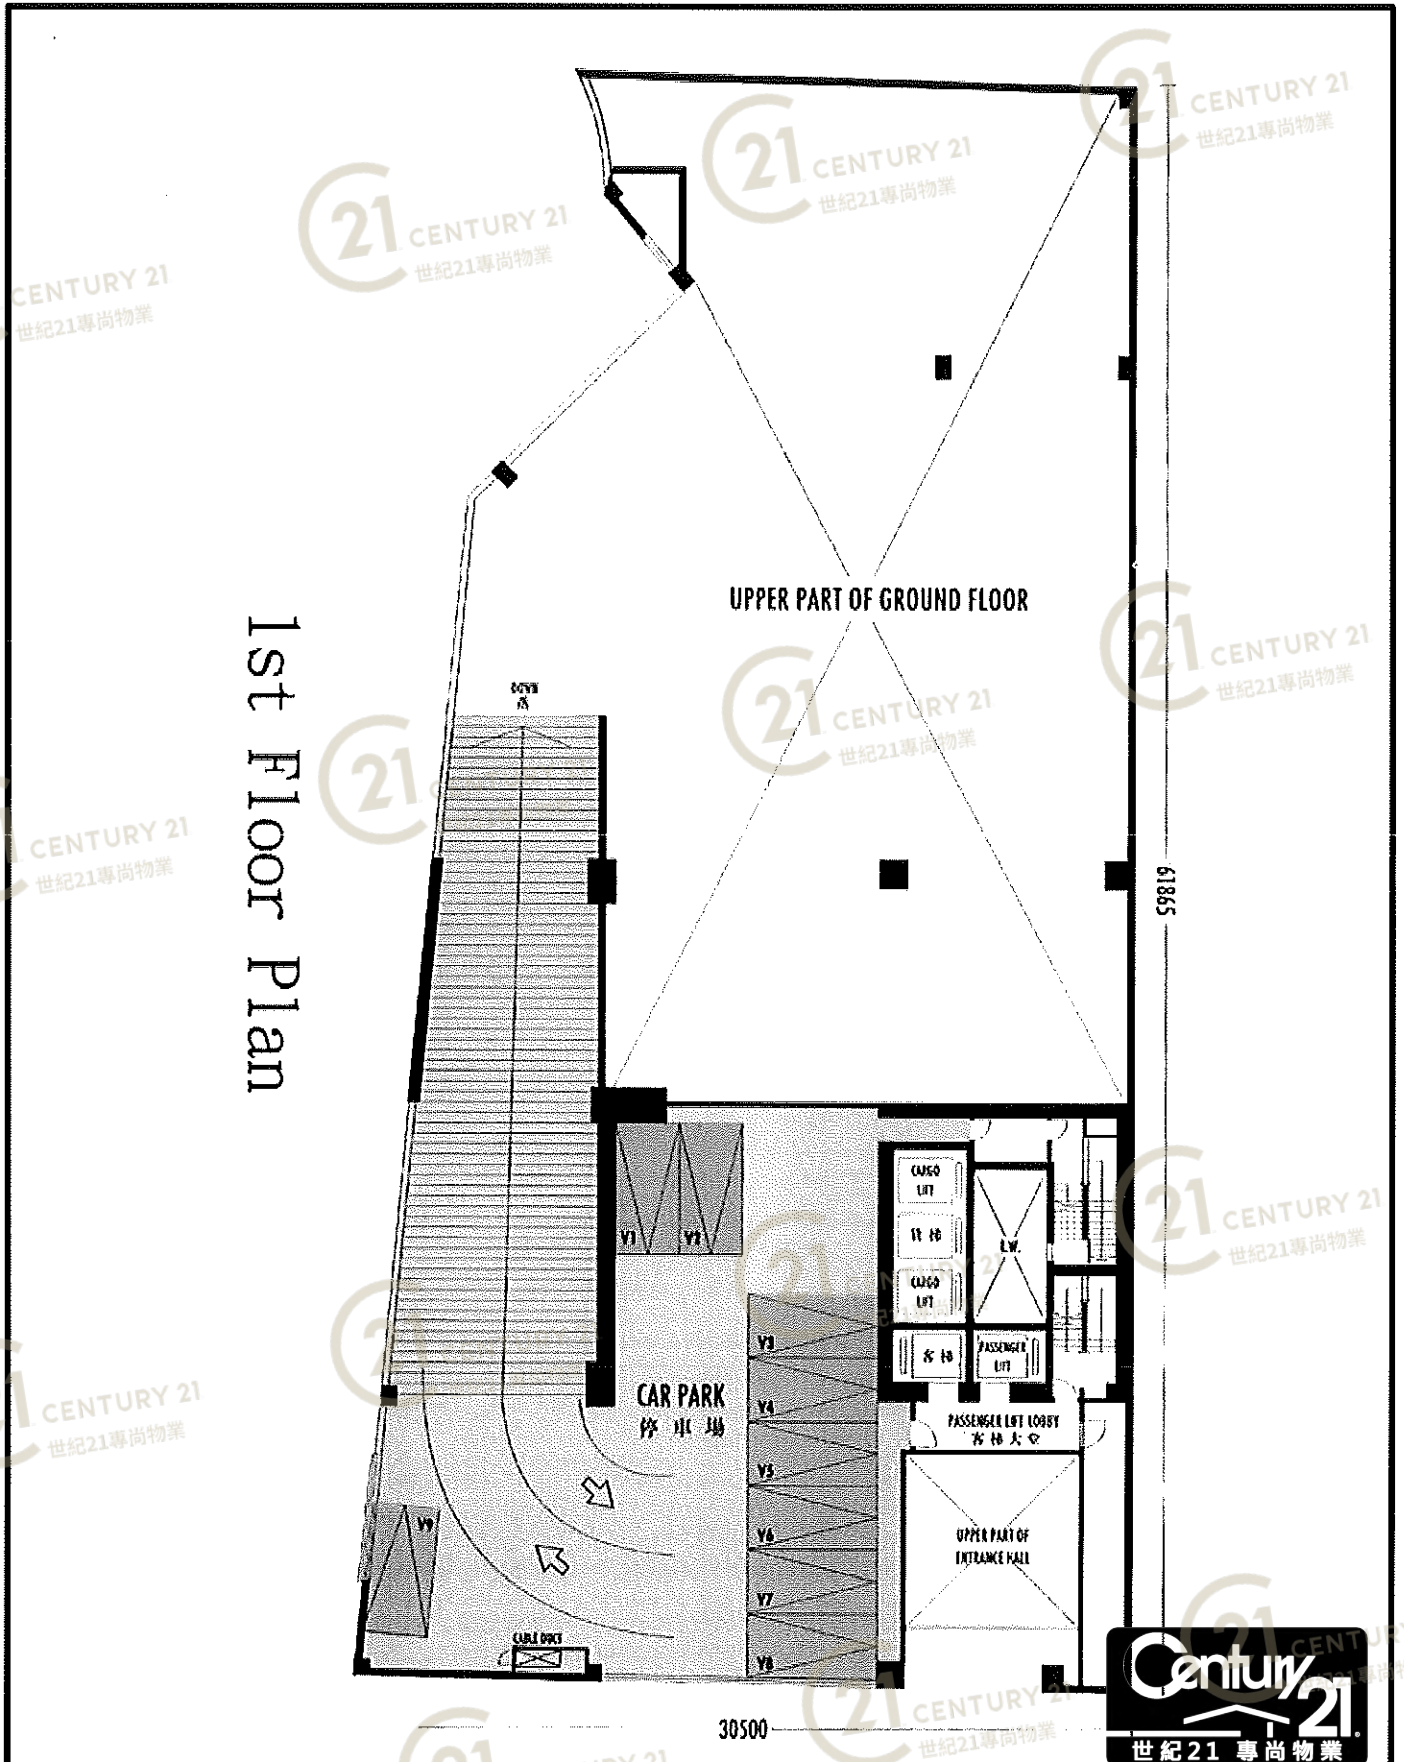 1st Floor Plan
UPPER PART OF GROUND FLOOR
DOWN
61865
V1
V2
CARGO
LIFT
CARGO
LIFT
L.W.
客梯
PASSENGER
LIFT
V3
V4
V5
V6
V7
V8
V9
CAR PARK
停車場
PASSENGER LIFT LOBBY
客梯大堂
UPPER PART OF
ENTRANCE HALL
CABLE DUCT
30500
Century
21
世紀21 專尚物業
21 CENTURY 21
世紀21專尚物業